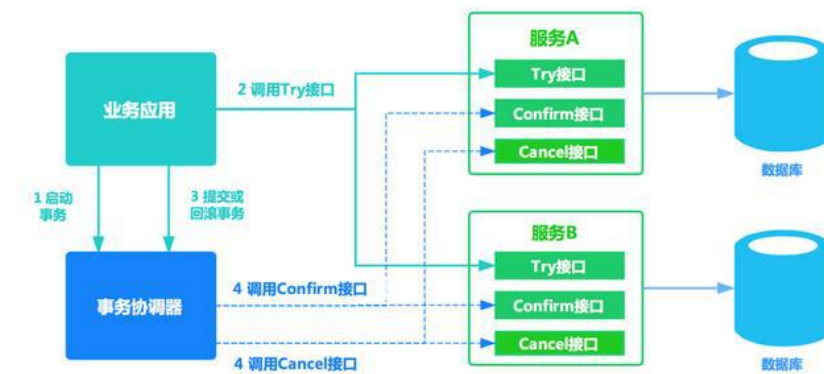 服务A
Try接口
2 调用Try接口
业务应用
Confirm接口
Cancel接口
数据库
1 启动
事务
3 提交或
回滚事务
服务B
Try接口
事务协调器
4 调用Confirm接口
Confirm接口
Cancel接口
4 调用Cancel接口
数据库